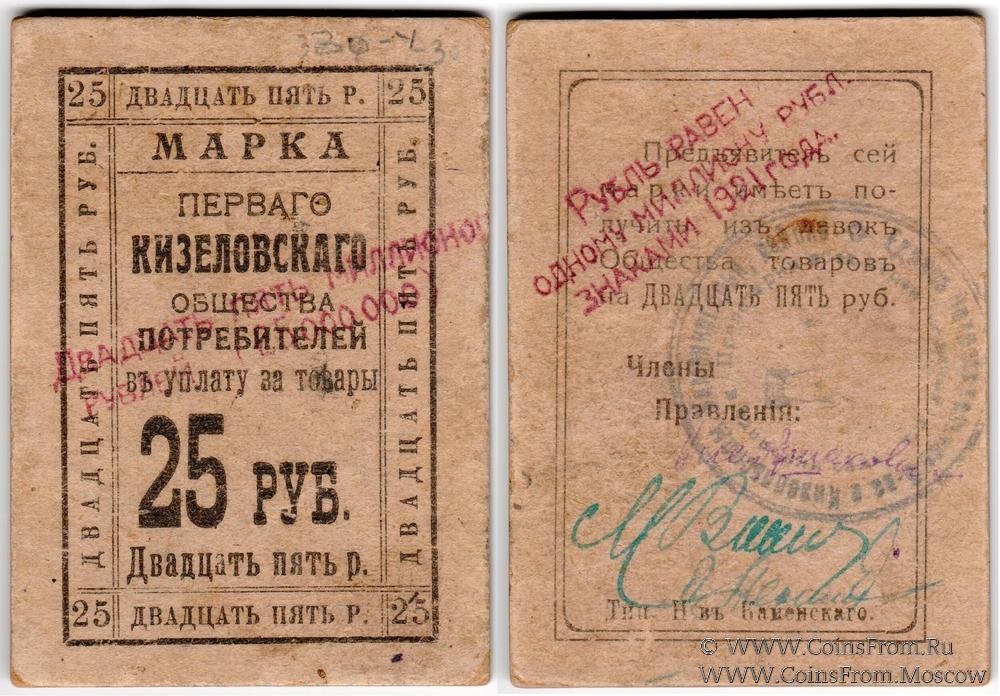 25 ДВАДЦАТЬ ПЯТЬ Р. 25
ДВАДЦАТЬ ПЯТЬ РУБ.
МАРКА
ПЕРВАГО
КИЗЕЛОВСКАГО
ОБЩЕСТВА
ПОТРЕБИТЕЛЕЙ
въ уплату за товары
25 РУБ.
Двадцать пять р.
ДВАДЦАТЬ ПЯТЬ РУБ.
25 ДВАДЦАТЬ ПЯТЬ Р. 25
ДВАДЦАТЬ ПЯТЬ МИЛЛИОНОВ
РУБЛЕЙ (25.000.000 р)
РУБЛЬ РАВЕН
ОДНОМУ МИЛЛИОНУ РУБЛ.
ЗНАКАМИ 1921 ГОДА.
Предъявитель сей
марки имѣетъ по-
лучить изъ лавокъ
Общества товаровъ
на ДВАДЦАТЬ ПЯТЬ руб.
Члены
Правленія:
Тип. Н-въ Каменскаго.
© WWW.COINSFROM.RU
WWW.COINSFROM.MOSCOW